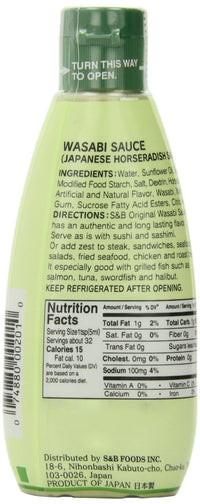 TURN THIS WAY
TO OPEN.
WASABI SAUCE
(JAPANESE HORSERADISH
INGREDIENTS: Water, Sunflower
Modified Food Starch, Salt, Dextrin,
Artificial and Natural Flavor, Wasabi,
Gum, Sucrose Fatty Acid Esters,
DIRECTIONS: S&B Original Wasabi
has an authentic and long lasting flavor.
Serve as is with sushi and sashimi.
Or add zest to steak, sandwiches,
salads, fried seafood, chicken and roast
It especially good with grilled fish such as
salmon, tuna, swordfish and halibut.
KEEP REFRIGERATED AFTER OPENING.
Nutrition
Facts
Serving Size 1tsp(5ml)
Servings about 32
Calories 15
Fat cal. 10
Percent Daily Values (DV)
are based on a
2,000 calories diet.
Amount / Serving % DV* Amount / Serving
Total Fat 1g 2% Total Carb.
Sat. Fat 0g 0% Fiber 0g
Trans Fat 0g Sugars
Cholest. 0mg 0% Protein 0g
Sodium 100mg 4%
Vitamin A 0% Vitamin C
Calcium 0% Iron
0 74880 00201 0
Distributed by S&B FOODS INC.
18-6, Nihonbashi Kabuto-cho, Chuo-ku,
103-0026, Japan
PRODUCT OF JAPAN